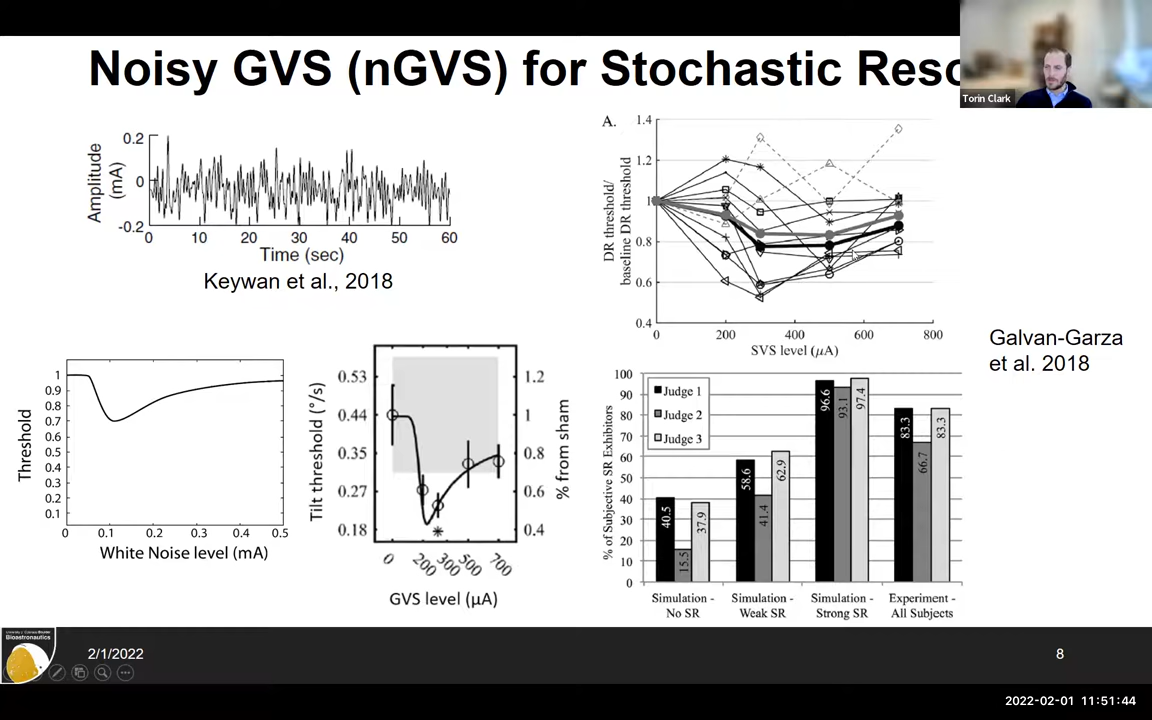 Noisy GVS (nGVS) for Stochastic Reso
Torin Clark
Amplitude
(mA)
0.2
0
-0.2
0 10 20 30 40 50 60
Time (sec)
Keywan et al., 2018
A.
DR threshold/
baseline DR threshold
1.4
1.2
1
0.8
0.6
0.4
0 200 400 600 800
SVS level (μA)
Galvan-Garza
et al. 2018
Threshold
1
0.9
0.8
0.7
0.6
0.5
0.4
0.3
0.2
0.1
0 0.1 0.2 0.3 0.4 0.5
White Noise level (mA)
Tilt threshold (°/s)
0.53
0.44
0.35
0.27
0.18
1.2
1
0.8
0.6
0.4
% from sham
*
0 200 300 500 700
GVS level (μA)
% of Subjective SR Exhibitors
100
90
80
70
60
50
40
30
20
10
0
Judge 1
Judge 2
Judge 3
40.5 15.5 37.9
58.6 41.4 62.9
96.6 93.1 97.4
83.3 66.7 83.3
Simulation - No SR
Simulation - Weak SR
Simulation - Strong SR
Experiment - All Subjects
Bioastronautics
2/1/2022
8
2022-02-01 11:51:44